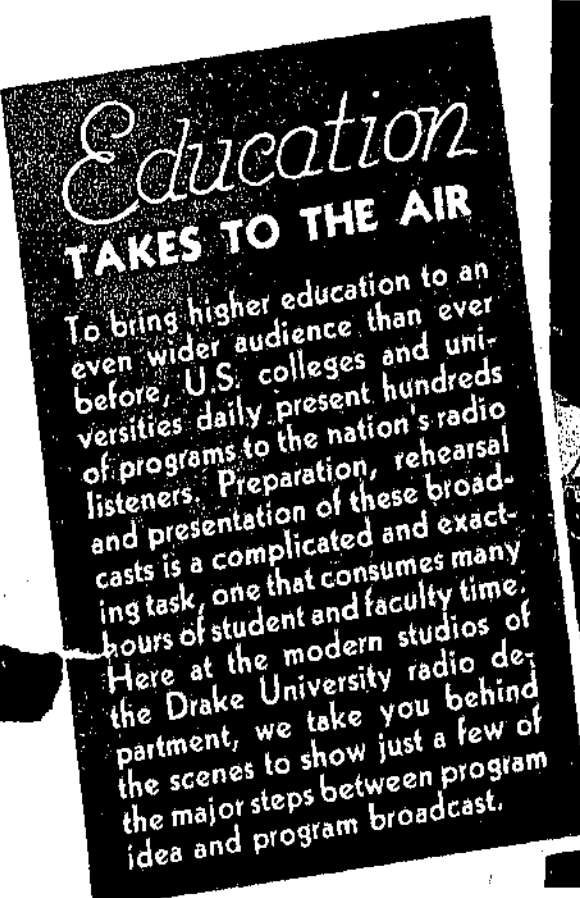 Education
TAKES TO THE AIR
To bring higher education to an
even wider audience than ever
before, U.S. colleges and uni-
versities daily present hundreds
of programs to the nation's radio
listeners. Preparation, rehearsal
and presentation of these broad-
casts is a complicated and exact-
ing task, one that consumes many
hours of student and faculty time.
Here at the modern studios of
the Drake University radio de-
partment, we take you behind
the scenes to show just a few of
the major steps between program
idea and program broadcast.